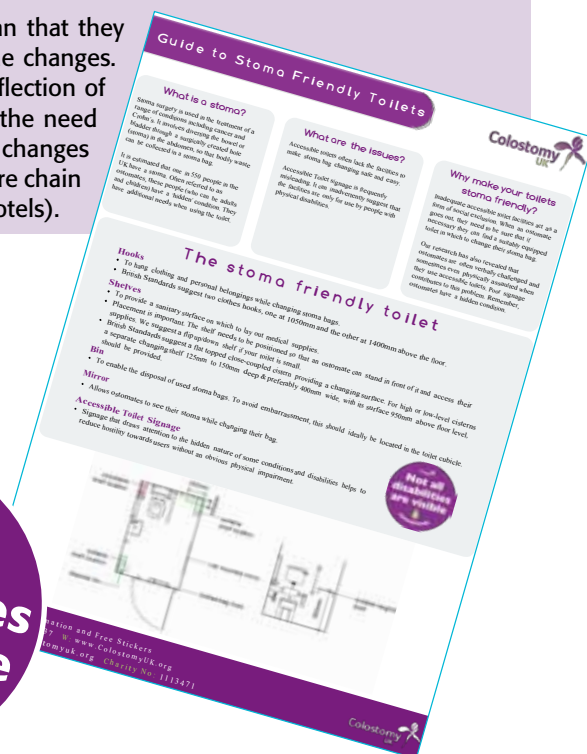 an that they
e changes.
flection of
the need
changes
re chain
otels).
Guide to Stoma Friendly Toilets
Colostomy
UK
What is a stoma?
Stoma surgery is used in the treatment of a
range of conditions including cancer and
Crohn's. It involves diverting the bowel or
bladder through a surgically created hole
(stoma) in the abdomen, so that bodily waste
can be collected in a stoma bag.
It is estimated that one in 550 people in the
UK have a stoma. Often referred to as
ostomates, these people (who can be adults
and children) have a 'hidden' condition. They
have additional needs when using the toilet
What are the issues?
Accessible toilets often lack the facilities to
make stoma bag changing safe and easy.
Accessible Toilet signage is frequently
misleading. It can inadvertently suggest that
the facilities are only for use by people with
physical disabilities.
Why make your toilets
stoma friendly?
Inadequate accessible toilet facilities act as a
form of social exclusion. When an ostomate
goes out, they need to be sure that if
necessary they can find a suitably equipped
toilet in which to change their stoma bag.
Our research has also revealed that
ostomates are often verbally challenged and
sometimes even physically assaulted when
they use accessible toilets. Poor signage
contributes to this problem. Remember,
ostomates have a hidden condition.
The stoma friendly toilet
Hooks
• To hang clothing and personal belongings while changing stoma bags.
• British Standards suggest two clothes hooks, one at 1050mm and the other at 1400mm above the floor.
Shelves
• To provide a sanitary surface on which to lay out medical supplies.
• Placement is important. The shelf needs to be positioned so that an ostomate can stand in front of it and access their
supplies. We suggest a flip up/down shelf if your toilet is small.
• British Standards suggest a flat topped close-coupled cistern providing a changing surface. For high or low-level cisterns
a separate changing shelf 125mm to 150mm deep & preferably 400mm wide, with its surface 950mm above floor level,
should be provided.
Bin
• To enable the disposal of used stoma bags. To avoid embarrassment, this should ideally be located in the toilet cubicle.
Mirror
• Allows ostomates to see their stoma while changing their bag.
Accessible Toilet Signage
• Signage that draws attention to the hidden nature of some conditions and disabilities helps to
reduce hostility towards users without an obvious physical impairment.
Not all
disabilities
are visible
es
e
mation and Free Stickers
37 W: www.ColostomyUK.org
tomyuk.org Charity No: 1113471
Colostomy
UK